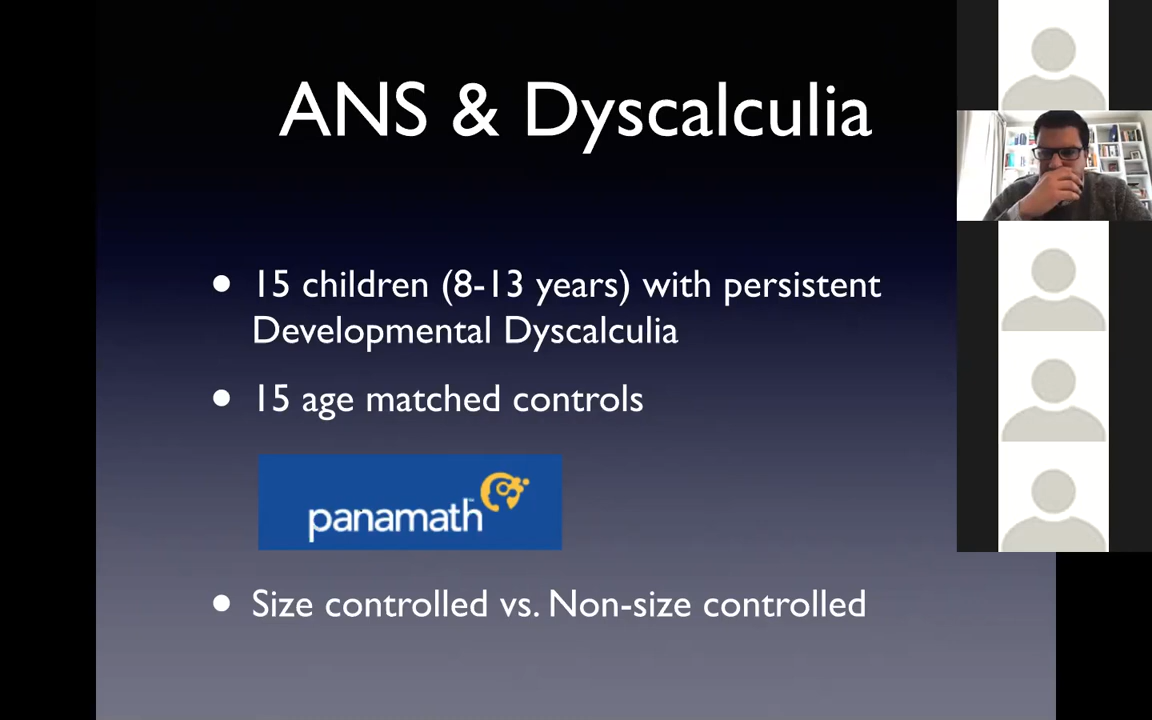 ANS & Dyscalculia
• 15 children (8-13 years) with persistent
Developmental Dyscalculia
• 15 age matched controls
panamath
• Size controlled vs. Non-size controlled